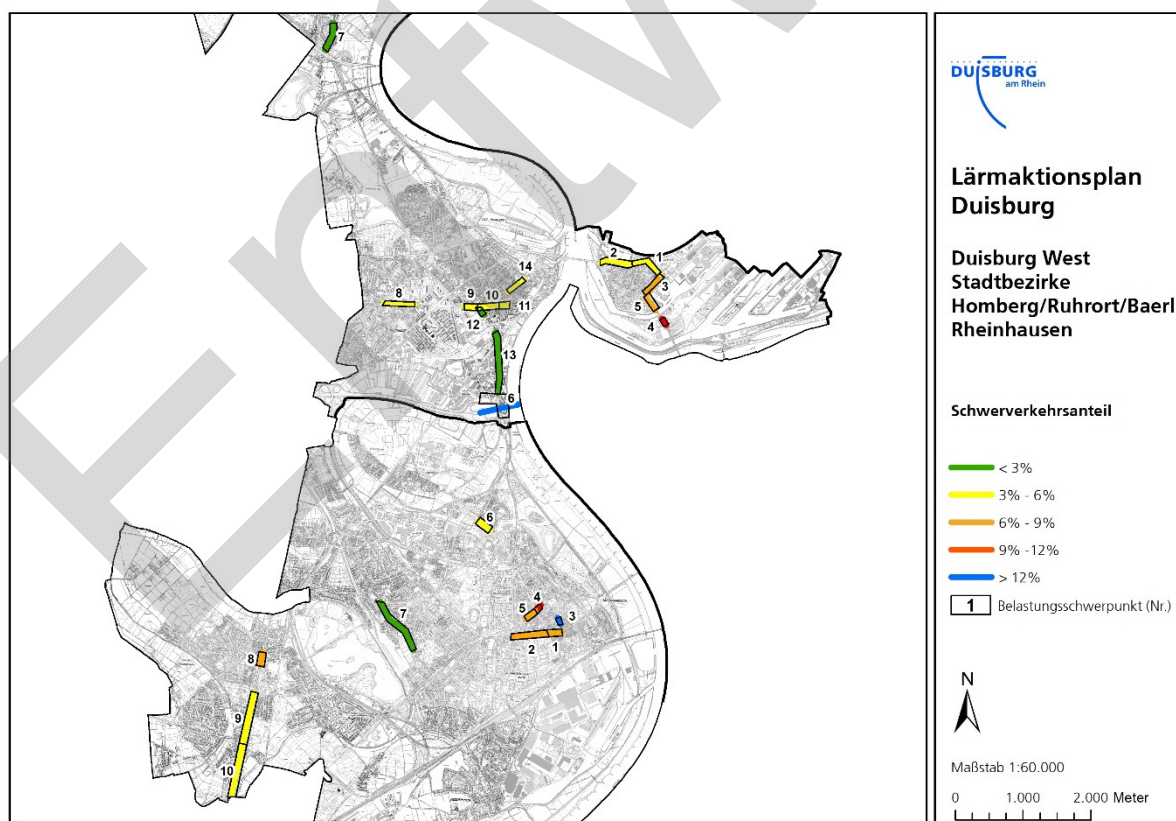 7
14
8
9
10
11
12
13
6
2
1
3
5
4
6
7
4
5
3
2
1
8
9
10
DUISBURG
am Rhein
Lärmaktionsplan
Duisburg
Duisburg West
Stadtbezirke
Homberg/Ruhrort/Baerl
Rheinhausen
Schwerverkehrsanteil
< 3%
3% - 6%
6% - 9%
9% -12%
> 12%
1 Belastungsschwerpunkt (Nr.)
N
Maßstab 1:60.000
0 1.000 2.000 Meter